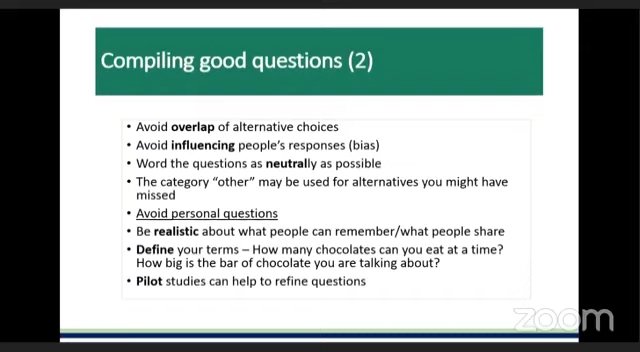 Compiling good questions (2)
• Avoid overlap of alternative choices
• Avoid influencing people's responses (bias)
• Word the questions as neutrally as possible
• The category "other" may be used for alternatives you might have
missed
• Avoid personal questions
• Be realistic about what people can remember/what people share
• Define your terms – How many chocolates can you eat at a time?
How big is the bar of chocolate you are talking about?
• Pilot studies can help to refine questions
zoom